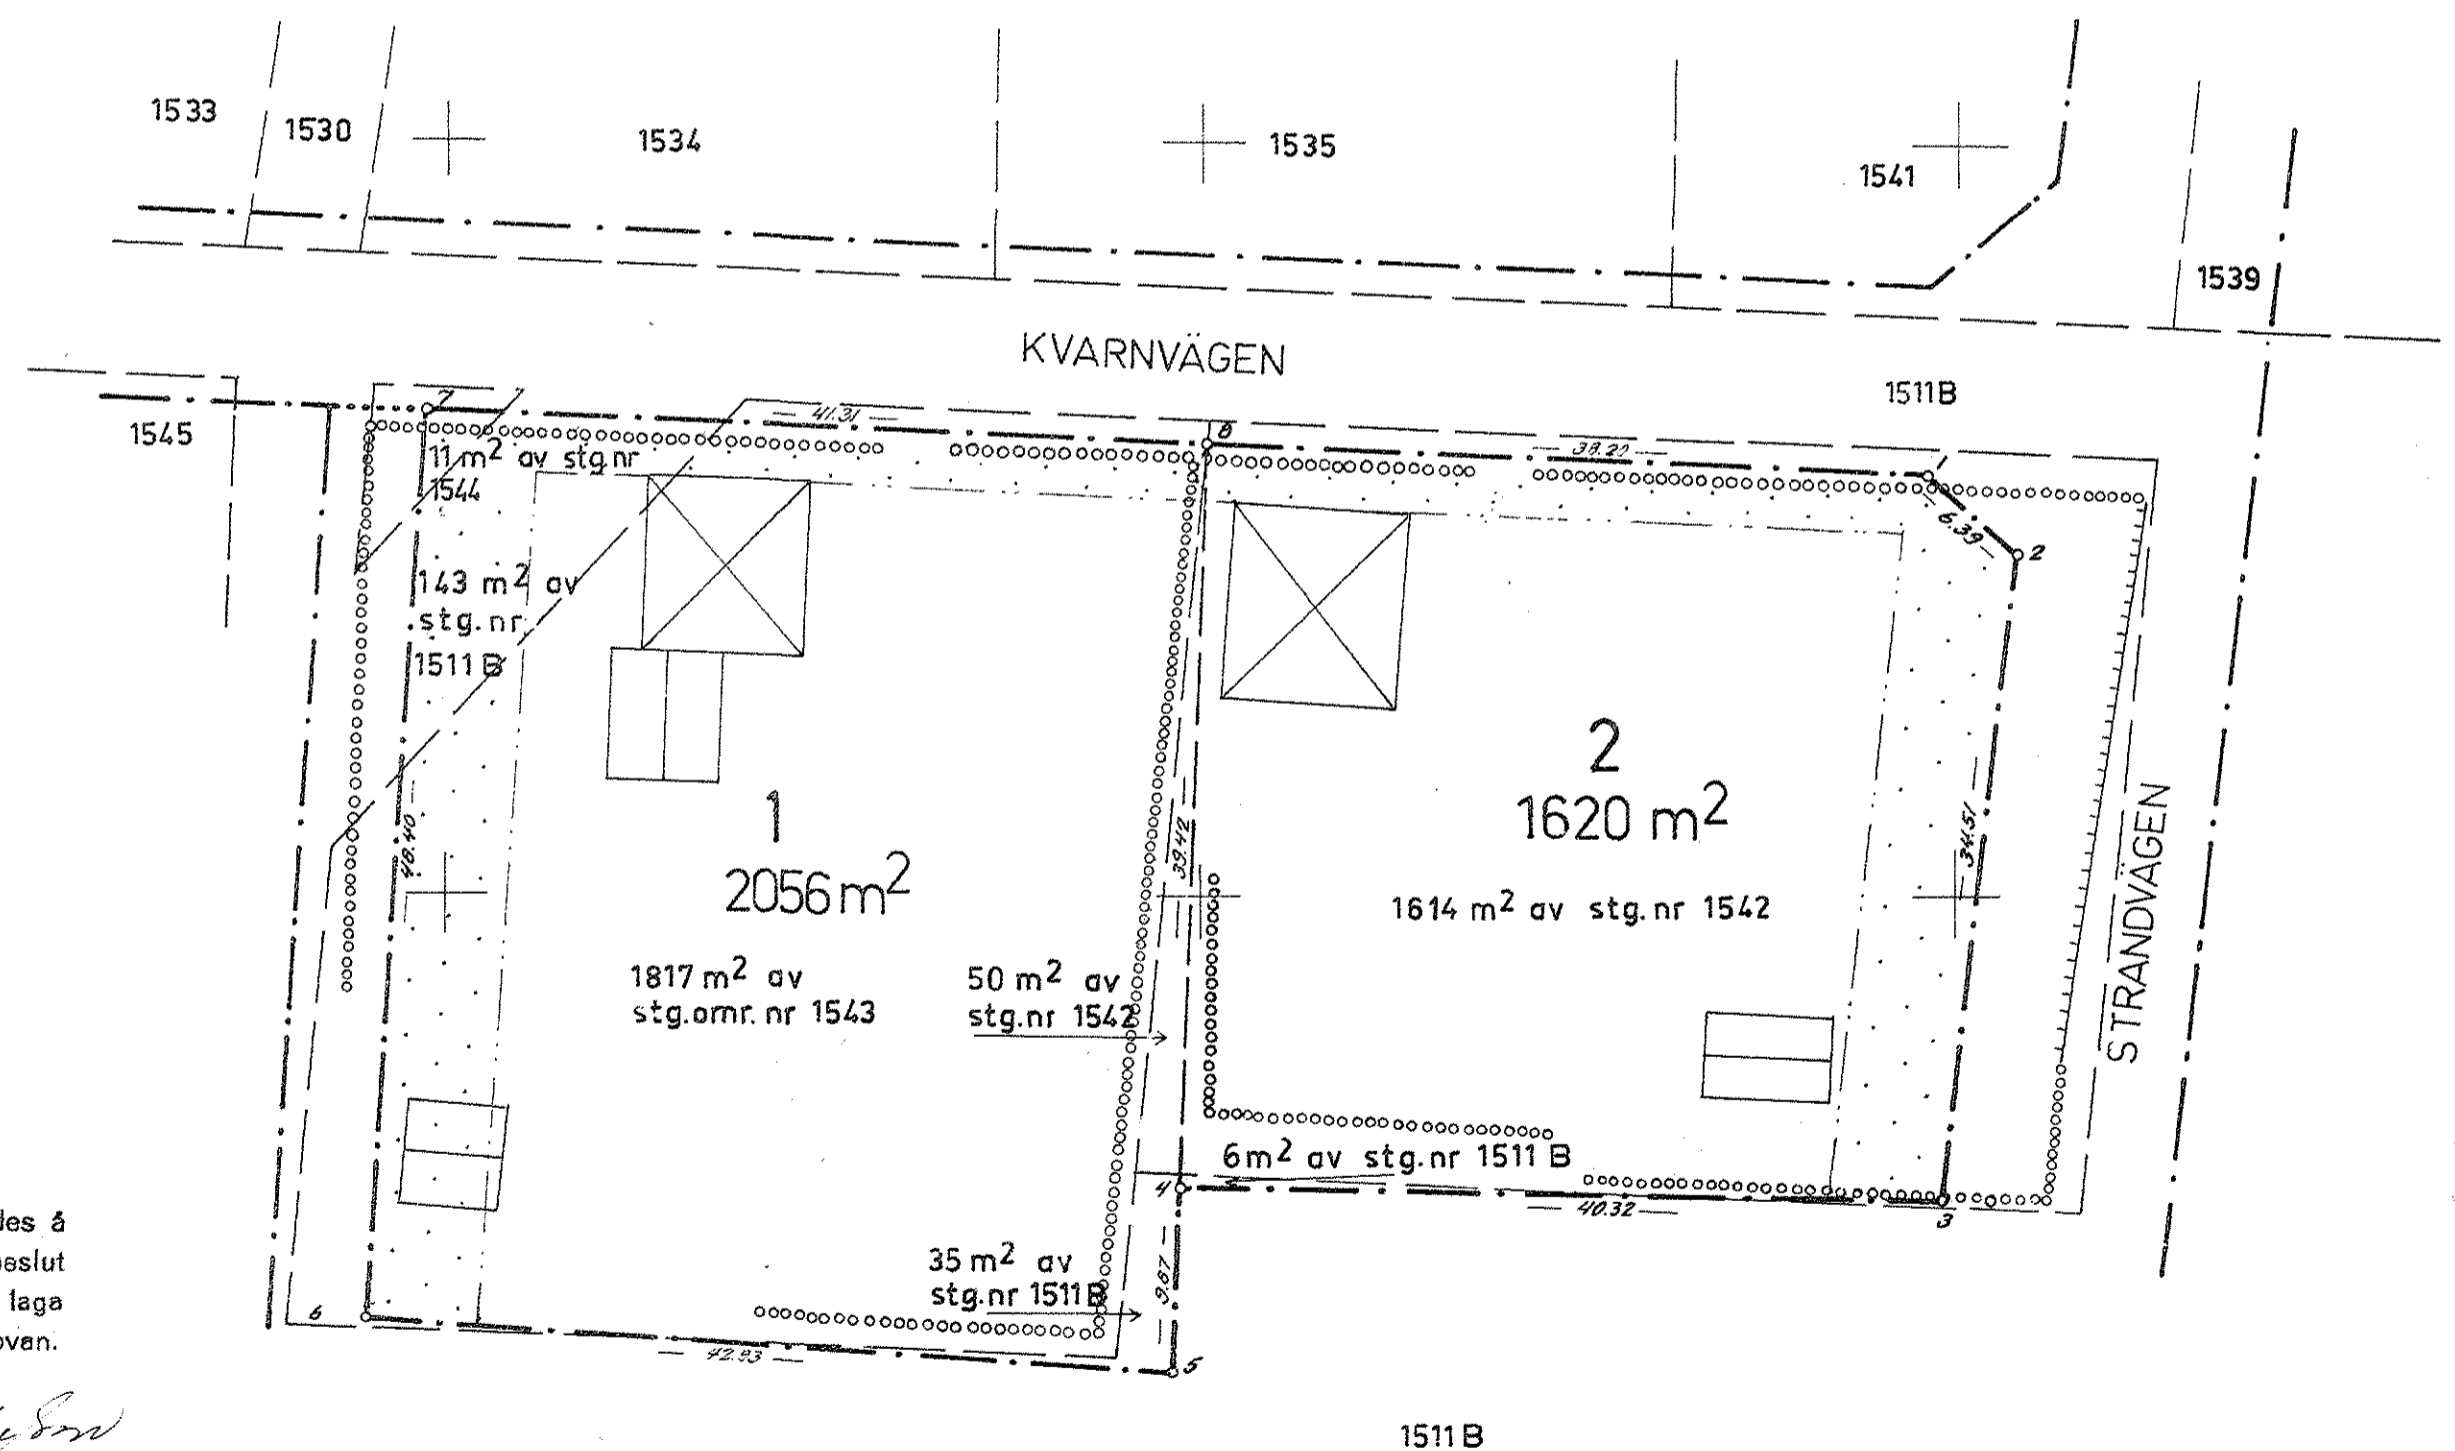 1533
1530
1534
1535
1541
1539
KVARNVÄGEN
1511B
1545
7
41.31
8
38.20
1
11 m² av stg nr
1544
6.39
2
143 m² av
stg.nr
1511 B
2
1620 m²
1
2056 m²
48.40
39.42
34.51
STRANDVÄGEN
1614 m² av stg.nr 1542
1817 m² av
stg.omr. nr 1543
50 m² av
stg.nr 1542
6 m² av stg.nr 1511 B
4
40.32
3
35 m² av
stg.nr 1511 B
9.67
6
42.93
5
les å
beslut
laga
ovan.
1511 B